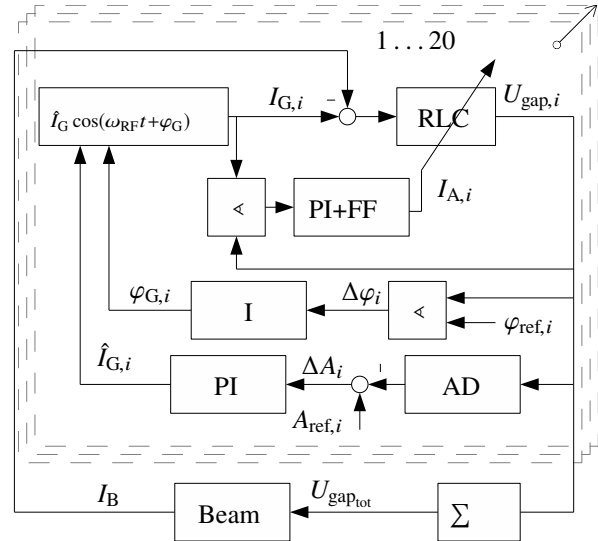 1 . . . 20
I_G,i
U_gap,i
−
Î_G cos(ω_RF t+φ_G)
RLC
∢
PI+FF
I_A,i
φ_G,i
I
Δφ_i
∢
φ_ref,i
Î_G,i
PI
ΔA_i
−
AD
A_ref,i
I_B
Beam
U_gap_tot
Σ